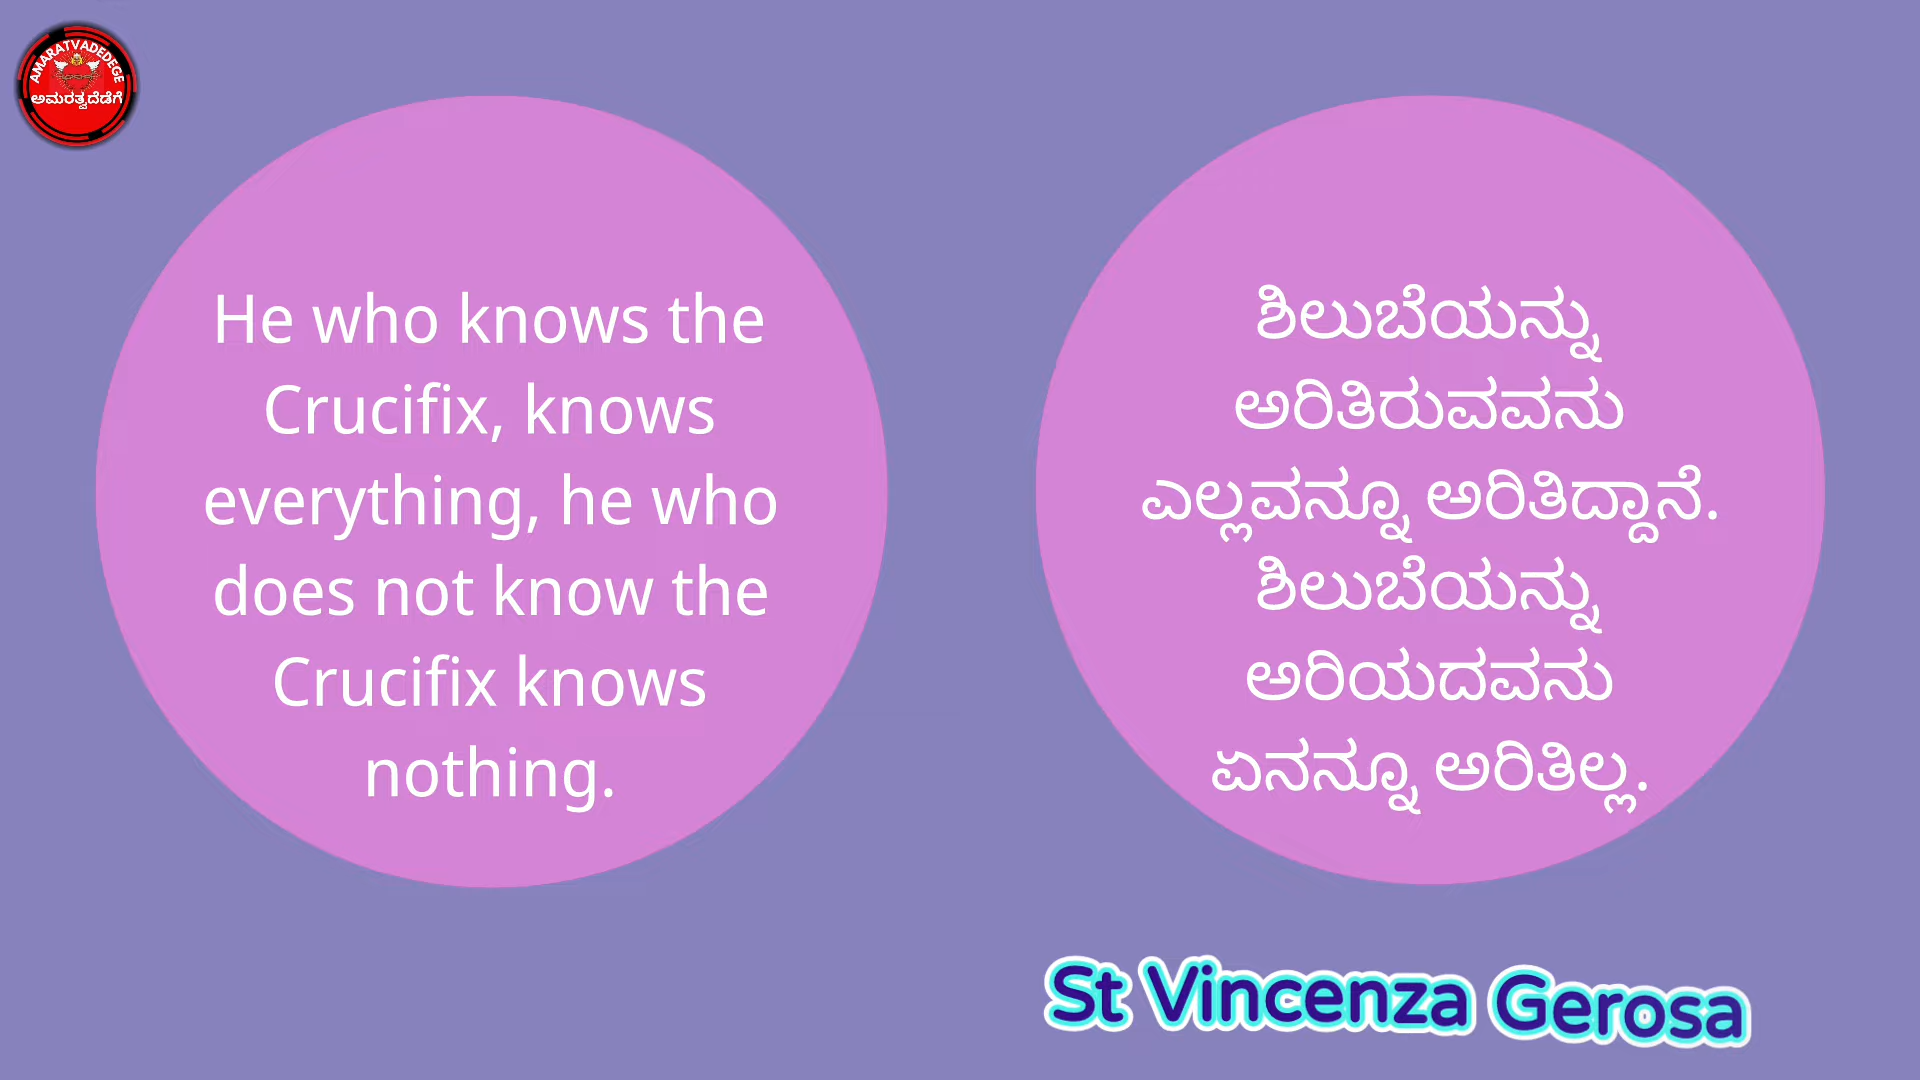 AMARATVADEDEGE
ಅಮರತ್ವದೆಡೆಗೆ
He who knows the
Crucifix, knows
everything, he who
does not know the
Crucifix knows
nothing.
ಶಿಲುಬೆಯನ್ನು
ಅರಿತಿರುವವನು
ಎಲ್ಲವನ್ನೂ ಅರಿತಿದ್ದಾನೆ.
ಶಿಲುಬೆಯನ್ನು
ಅರಿಯದವನು
ಏನನ್ನೂ ಅರಿತಿಲ್ಲ.
St Vincenza Gerosa